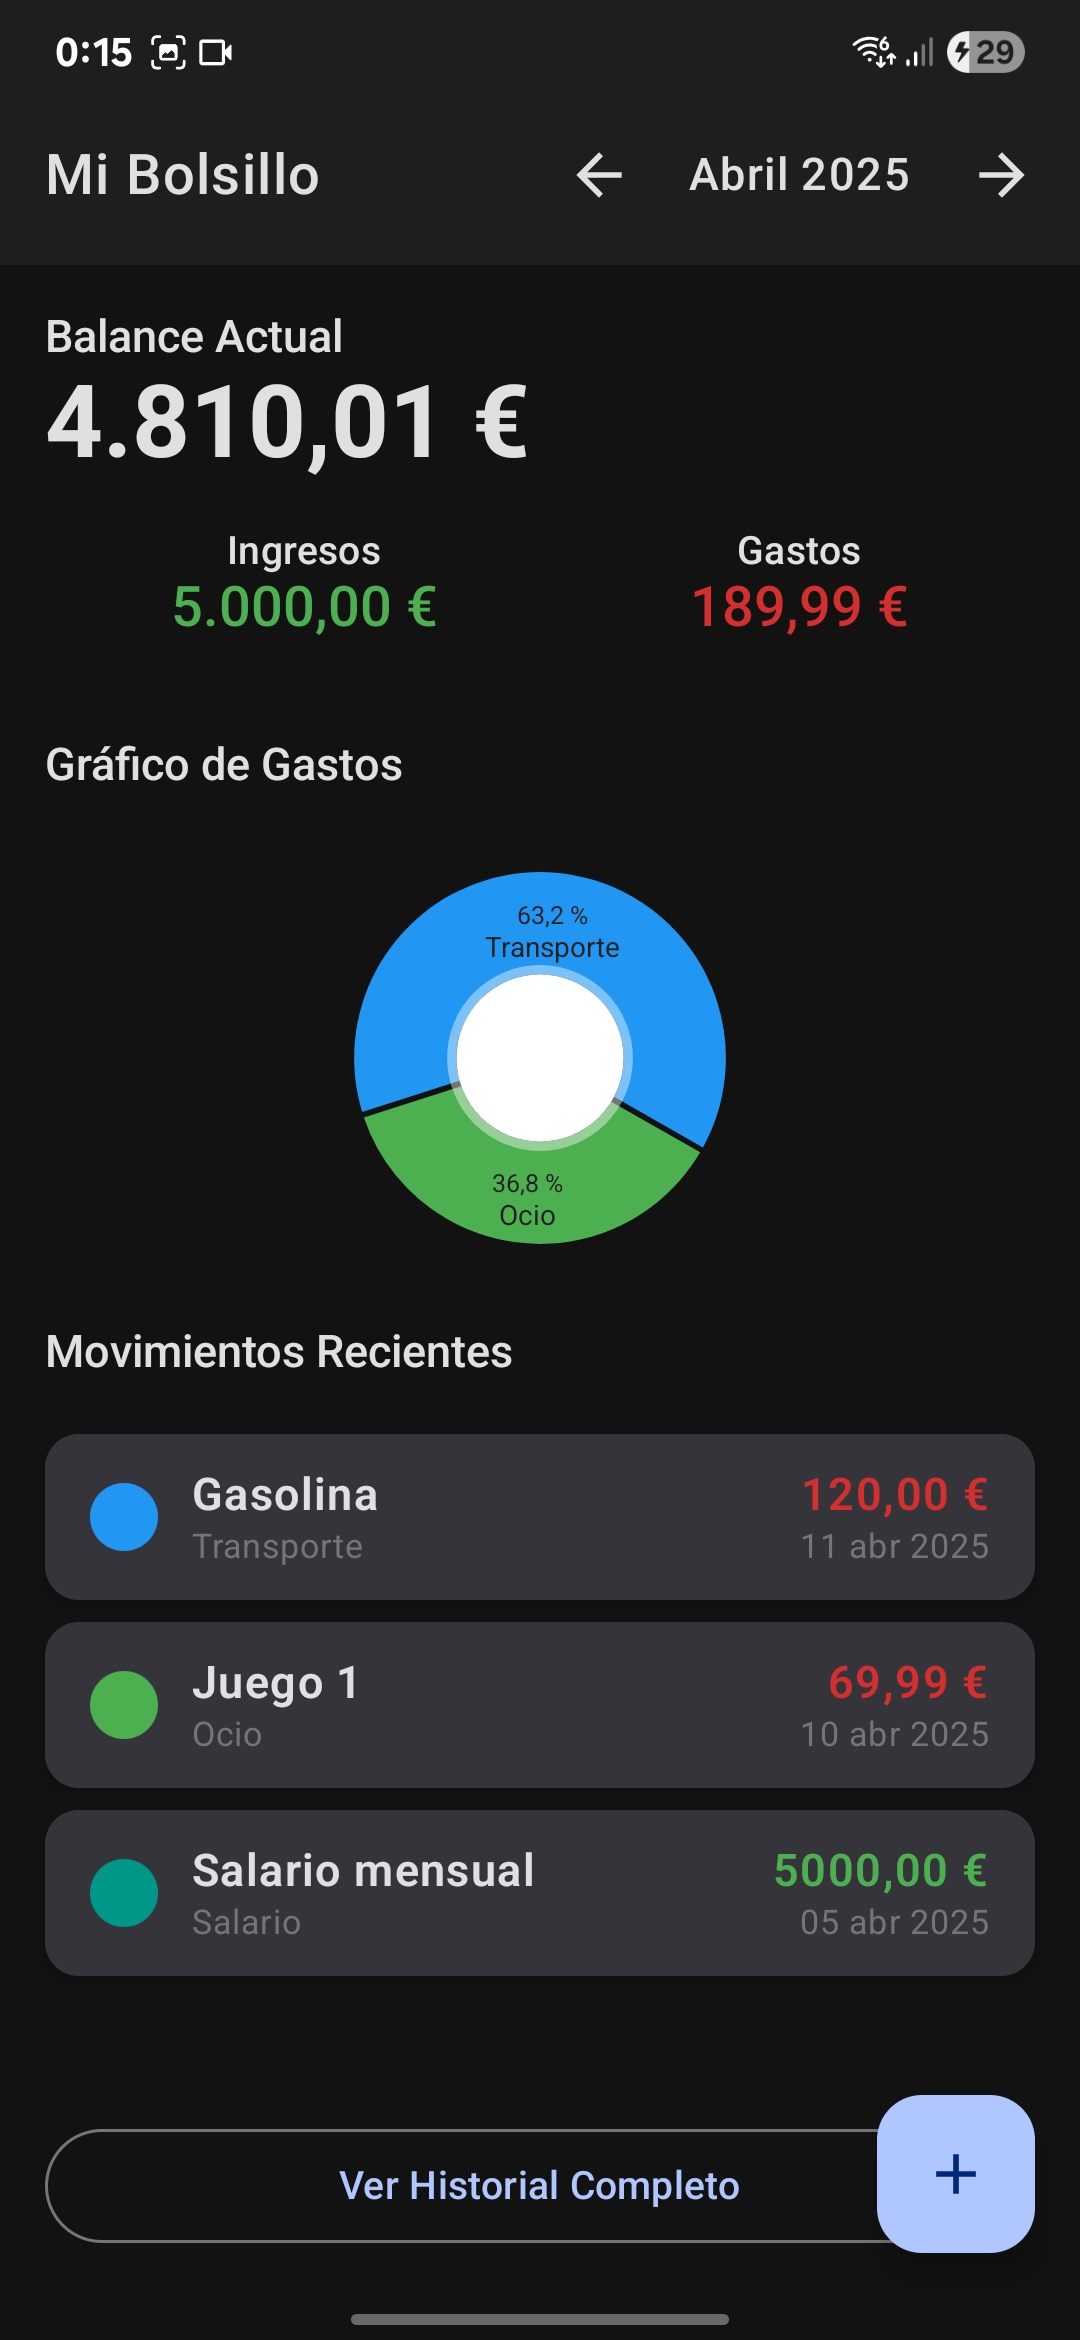 0:15
6
29
Mi Bolsillo
Abril 2025
Balance Actual
4.810,01 €
Ingresos
Gastos
5.000,00 €
189,99 €
Gráfico de Gastos
63,2 %
Transporte
36,8 %
Ocio
Movimientos Recientes
Gasolina
120,00 €
Transporte
11 abr 2025
Juego 1
69,99 €
Ocio
10 abr 2025
Salario mensual
5000,00 €
Salario
05 abr 2025
Ver Historial Completo